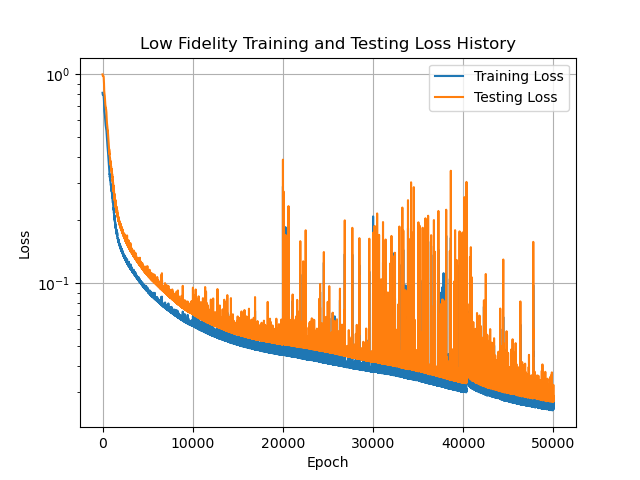 Low Fidelity Training and Testing Loss History
Training Loss
Testing Loss
Loss
10⁰
10⁻¹
0
10000
20000
30000
40000
50000
Epoch